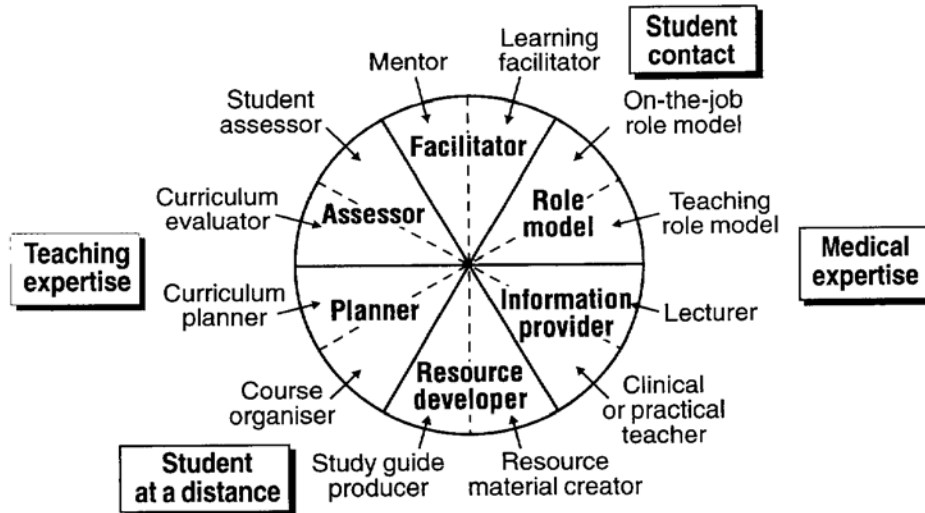 Student
contact
Mentor
Learning
facilitator
Student
assessor
On-the-job
role model
Facilitator
Curriculum
evaluator
Assessor
Role
model
Teaching
role model
Teaching
expertise
Medical
expertise
Curriculum
planner
Planner
Information
provider
Lecturer
Course
organiser
Resource
developer
Clinical
or practical
teacher
Student
at a distance
Study guide
producer
Resource
material creator